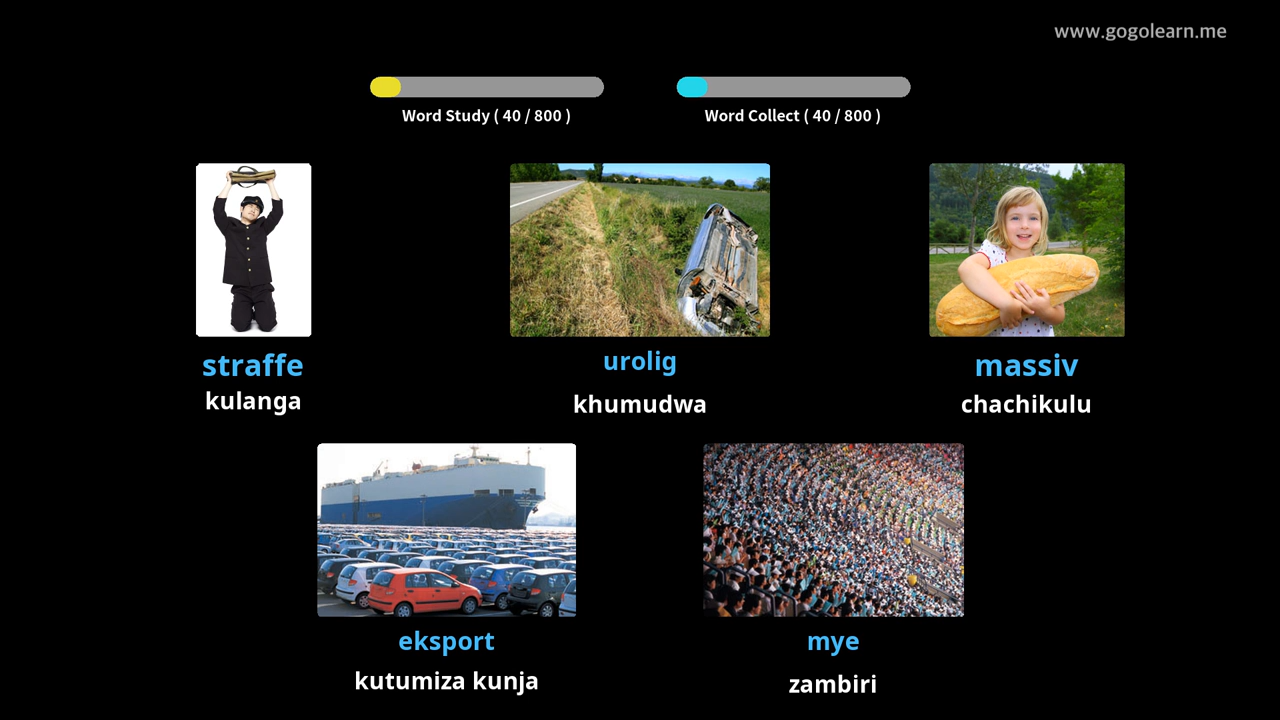 www.gogolearn.me
Word Study ( 40 / 800 )
Word Collect ( 40 / 800 )
straffe
kulanga
urolig
khumudwa
massiv
chachikulu
eksport
kutumiza kunja
mye
zambiri